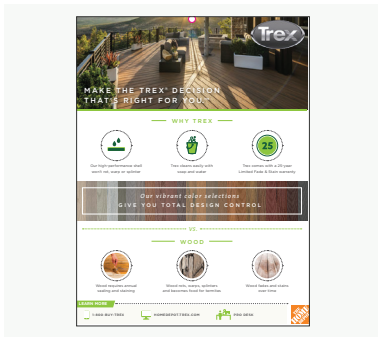 Trex
MAKE THE TREX® DECISION
THAT'S RIGHT FOR YOU.™
WHY TREX
25
Our high-performance shell
won't rot, warp or splinter
Trex cleans easily with
soap and water
Trex comes with a 25-year
Limited Fade & Stain warranty
Our vibrant color selections
GIVE YOU TOTAL DESIGN CONTROL
VS.
WOOD
Wood requires annual
sealing and staining
Wood rots, warps, splinters
and becomes food for termites
Wood fades and stains
over time
LEARN MORE
1-800-BUY-TREX
HOMEDEPOT-TREX.COM
PRO DESK
THE HOME